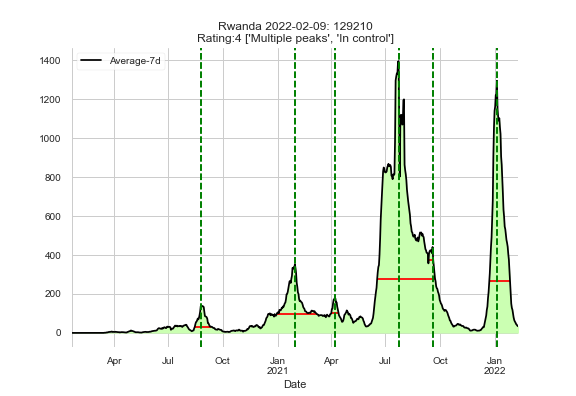 Rwanda 2022-02-09: 129210
Rating:4 ['Multiple peaks', 'In control']
Average-7d
1400
1200
1000
800
600
400
200
0
Apr Jul Oct Jan Apr Jul Oct Jan
2021 2022
Date